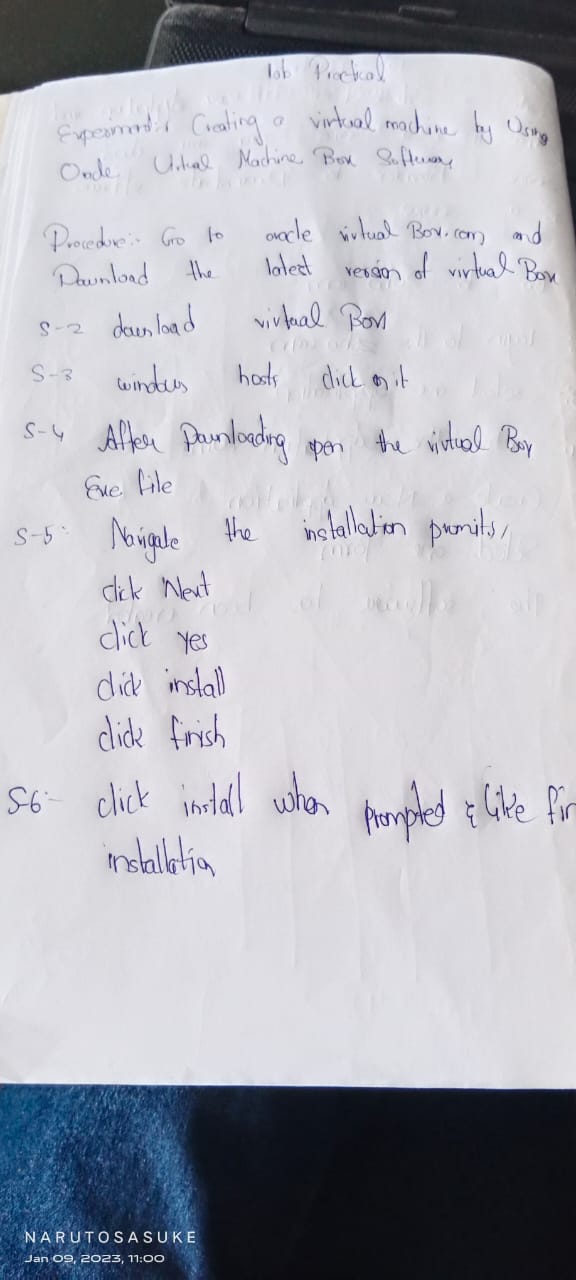 Lab Practical
Experiment:1 Creating a virtual machine by Using
Oracle Virtual Machine Box Software
Procedure:- Go to oracle virtual Box.com and
Download the latest version of virtual Box
S-2 download virtual Box
S-3 windows hosts click on it
S-4 After Downloading open the virtual Box
Exe file
S-5:- Navigate the installation promits,
click Next
click yes
click install
click finish
S-6:- click install when prompted & like fin
installation
NARUTOSASUKE
Jan 09, 2023, 11:00